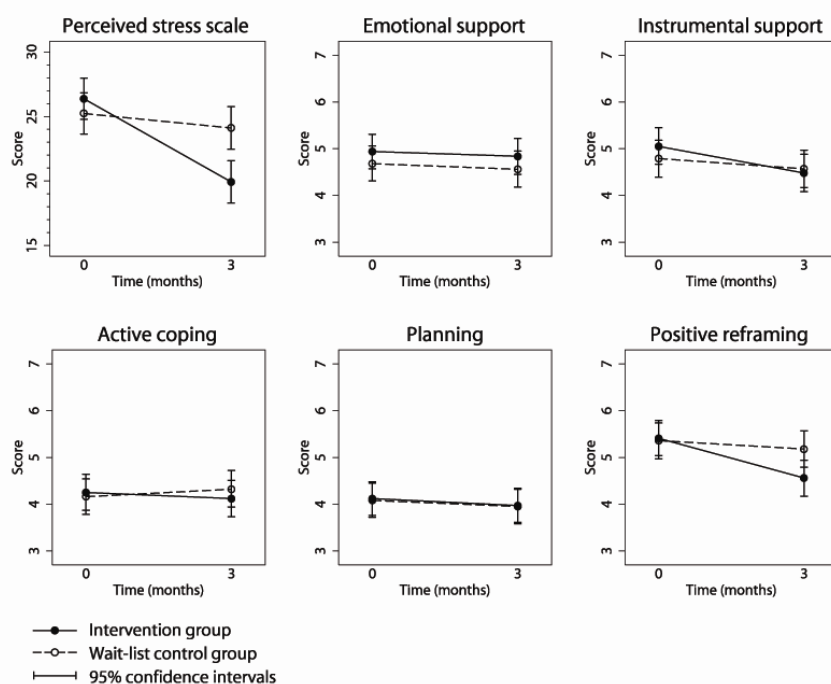 Perceived stress scale
Score
30
25
20
15
0 3
Time (months)
Emotional support
Score
7
6
5
4
3
0 3
Time (months)
Instrumental support
Score
7
6
5
4
3
0 3
Time (months)
Active coping
Score
7
6
5
4
3
0 3
Time (months)
Planning
Score
7
6
5
4
3
0 3
Time (months)
Positive reframing
Score
7
6
5
4
3
0 3
Time (months)
Intervention group
Wait-list control group
95% confidence intervals